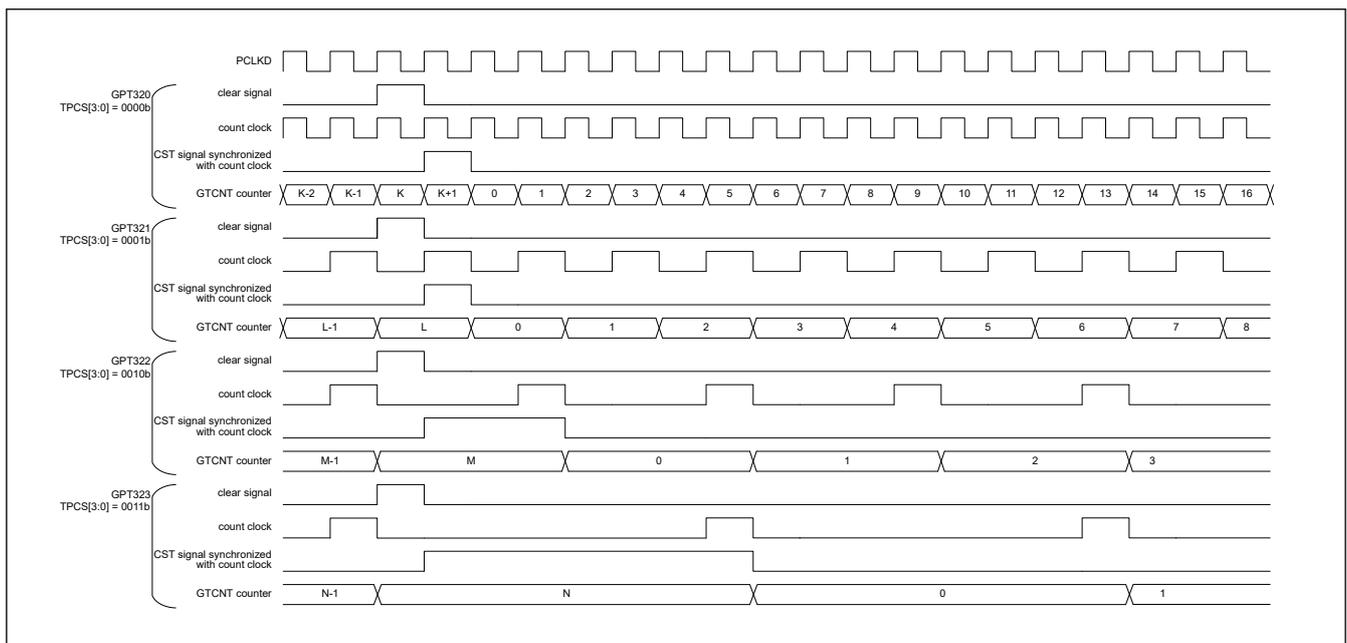 PCLKD
GPT320
TPCS[3:0] = 0000b
clear signal
count clock
CST signal synchronized
with count clock
GTCNT counter K-2 K-1 K K+1 0 1 2 3 4 5 6 7 8 9 10 11 12 13 14 15 16
GPT321
TPCS[3:0] = 0001b
clear signal
count clock
CST signal synchronized
with count clock
GTCNT counter L-1 L 0 1 2 3 4 5 6 7 8
GPT322
TPCS[3:0] = 0010b
clear signal
count clock
CST signal synchronized
with count clock
GTCNT counter M-1 M 0 1 2 3
GPT323
TPCS[3:0] = 0011b
clear signal
count clock
CST signal synchronized
with count clock
GTCNT counter N-1 N 0 1